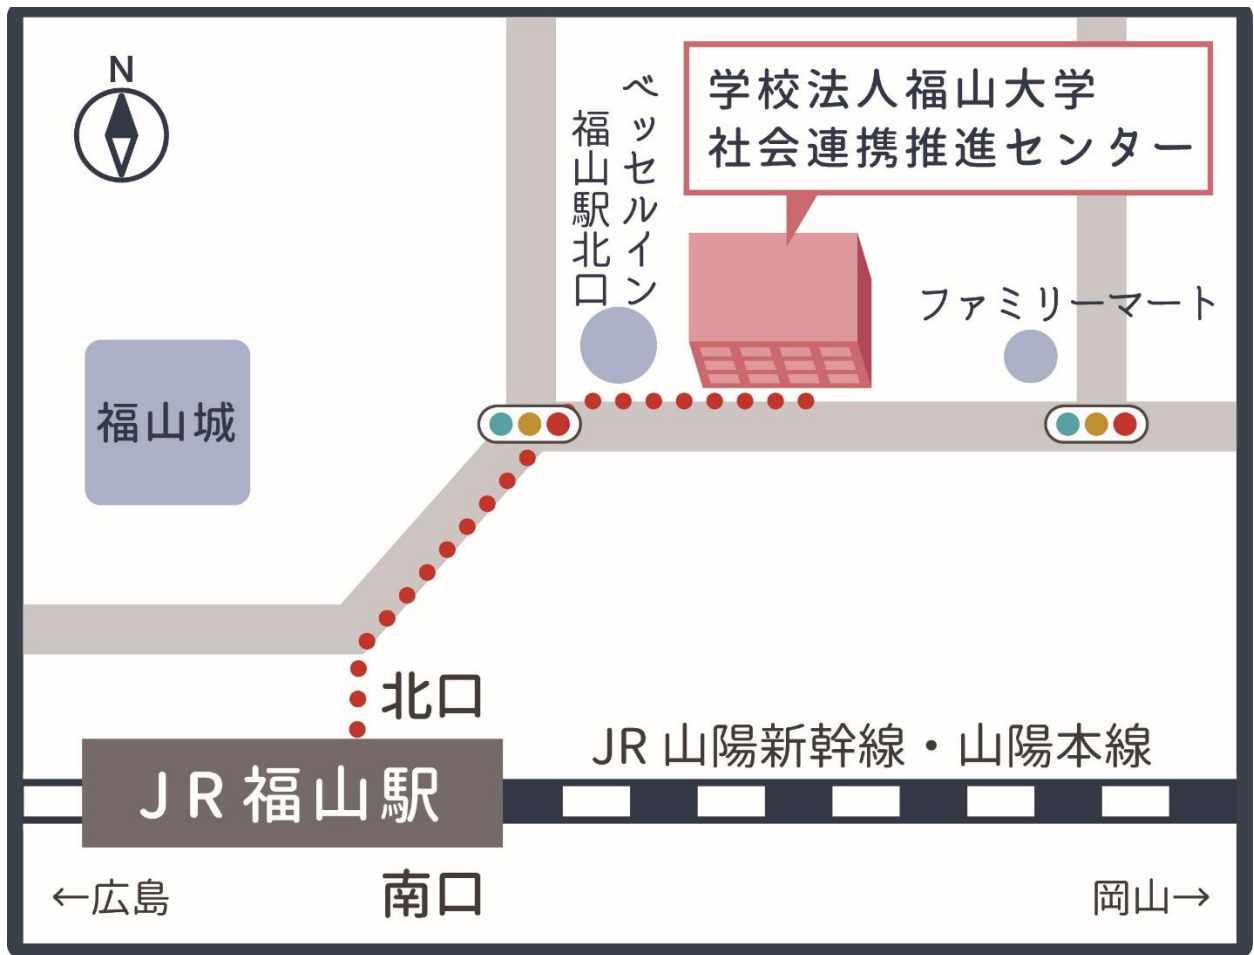 N
学校法人福山大学
社会連携推進センター
ベッセルイン
福山駅北口
ファミリーマート
福山城
北口
JR山陽新幹線・山陽本線
JR福山駅
←広島
南口
岡山→